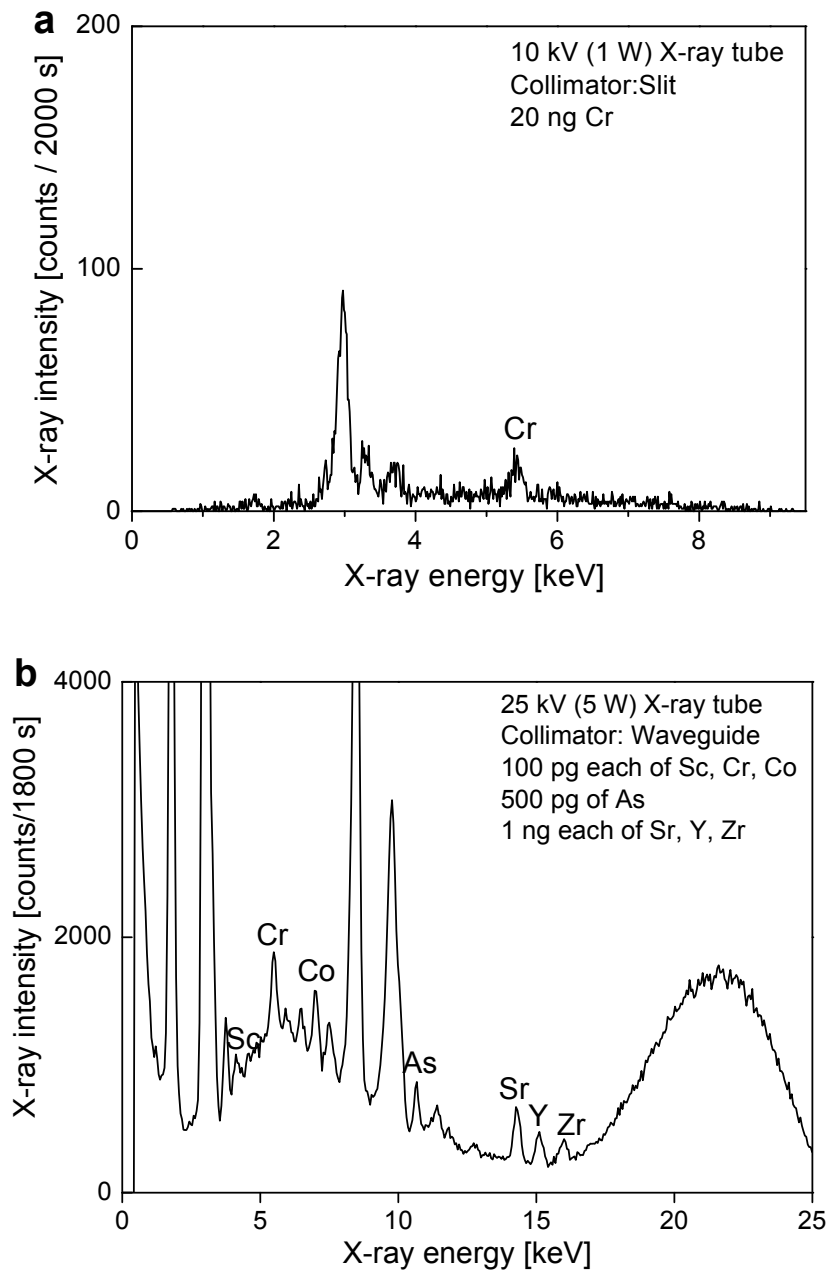 a
200
10 kV (1 W) X-ray tube
Collimator:Slit
20 ng Cr
X-ray intensity [counts / 2000 s]
100
Cr
0
0 2 4 6 8
X-ray energy [keV]
b
4000
25 kV (5 W) X-ray tube
Collimator: Waveguide
100 pg each of Sc, Cr, Co
500 pg of As
1 ng each of Sr, Y, Zr
X-ray intensity [counts/1800 s]
2000
Cr
Co
Sc
As
Sr
Y
Zr
0
0 5 10 15 20 25
X-ray energy [keV]